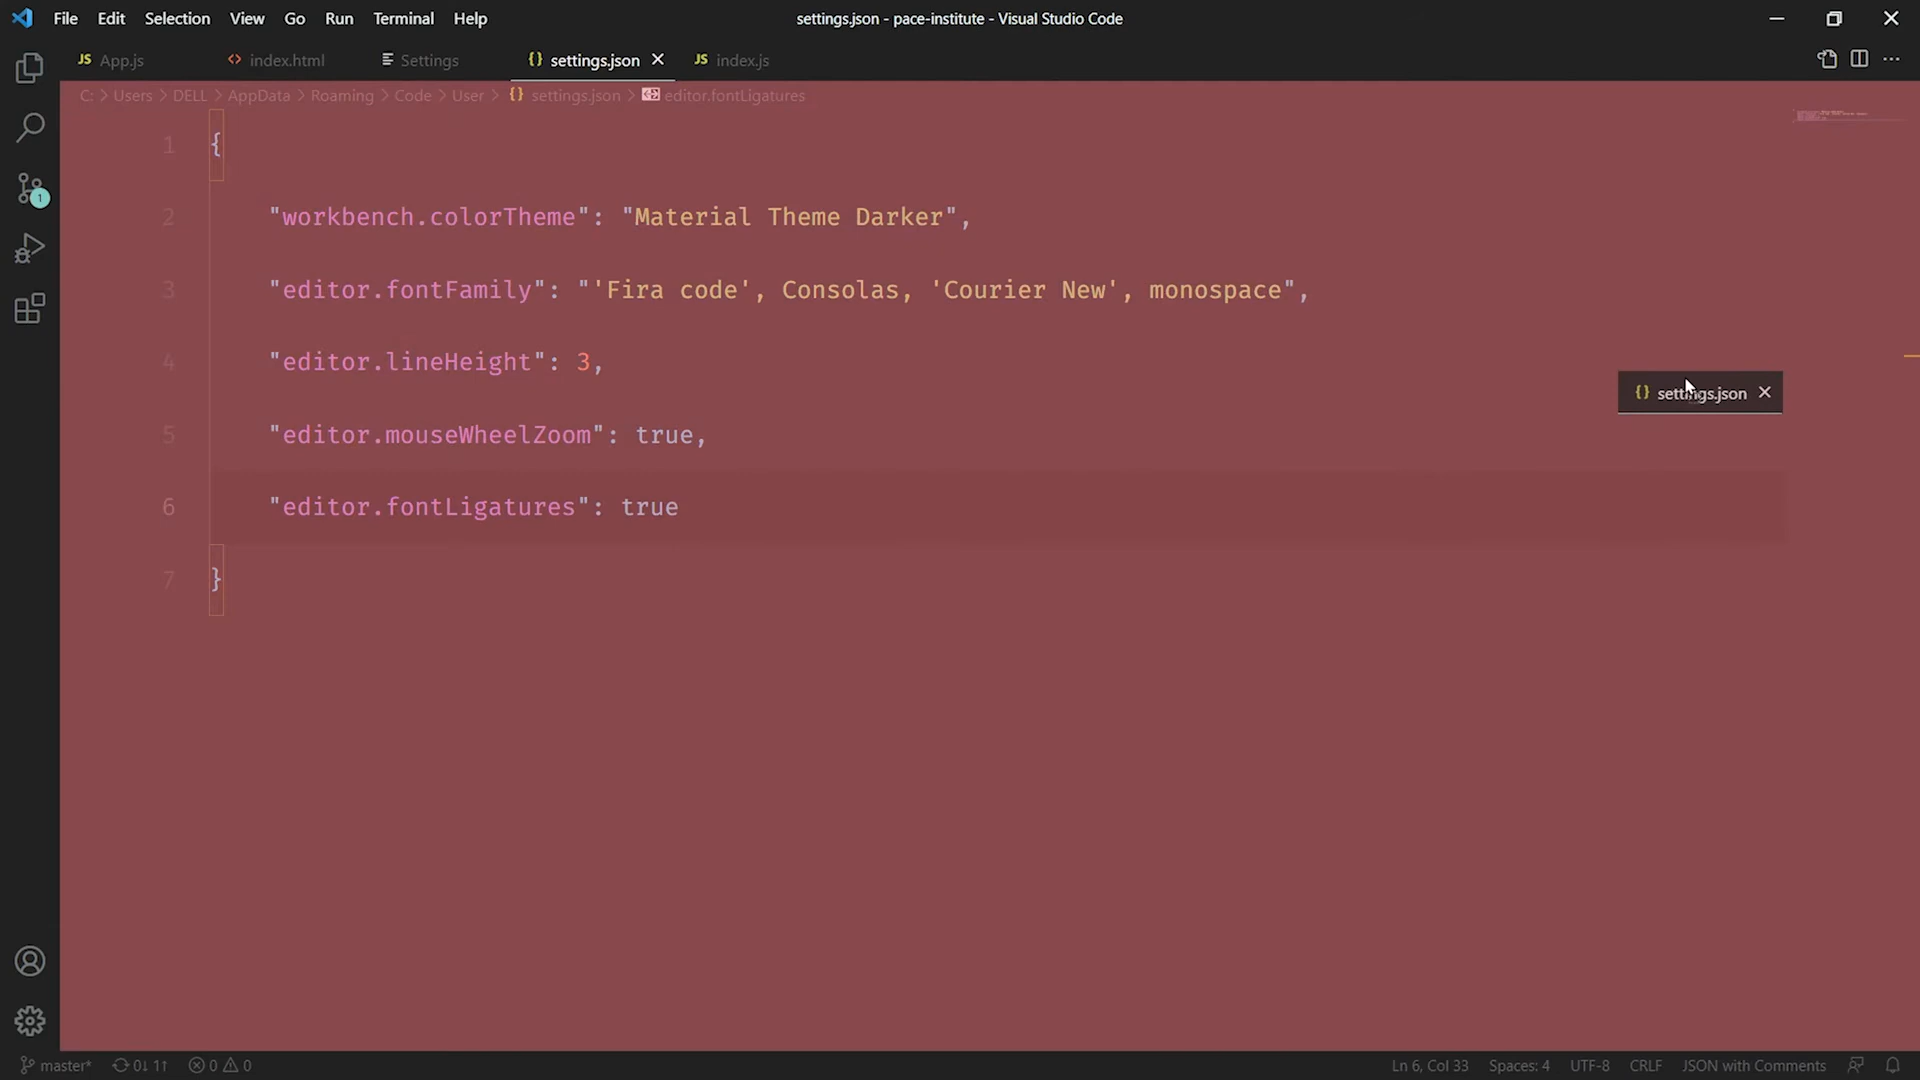 File Edit Selection View Go Run Terminal Help
settings.json - pace-institute - Visual Studio Code
JS App.js <> index.html Settings {} settings.json × JS index.js
C: > Users > DELL > AppData > Roaming > Code > User > {} settings.json > editor.fontLigatures
1 {
2 "workbench.colorTheme": "Material Theme Darker",
3 "editor.fontFamily": "'Fira code', Consolas, 'Courier New', monospace",
4 "editor.lineHeight": 3,
{} settings.json ×
5 "editor.mouseWheelZoom": true,
6 "editor.fontLigatures": true
7 }
1
master* 0↓ 1↑ 0 0 Ln 6, Col 33 Spaces: 4 UTF-8 CRLF JSON with Comments